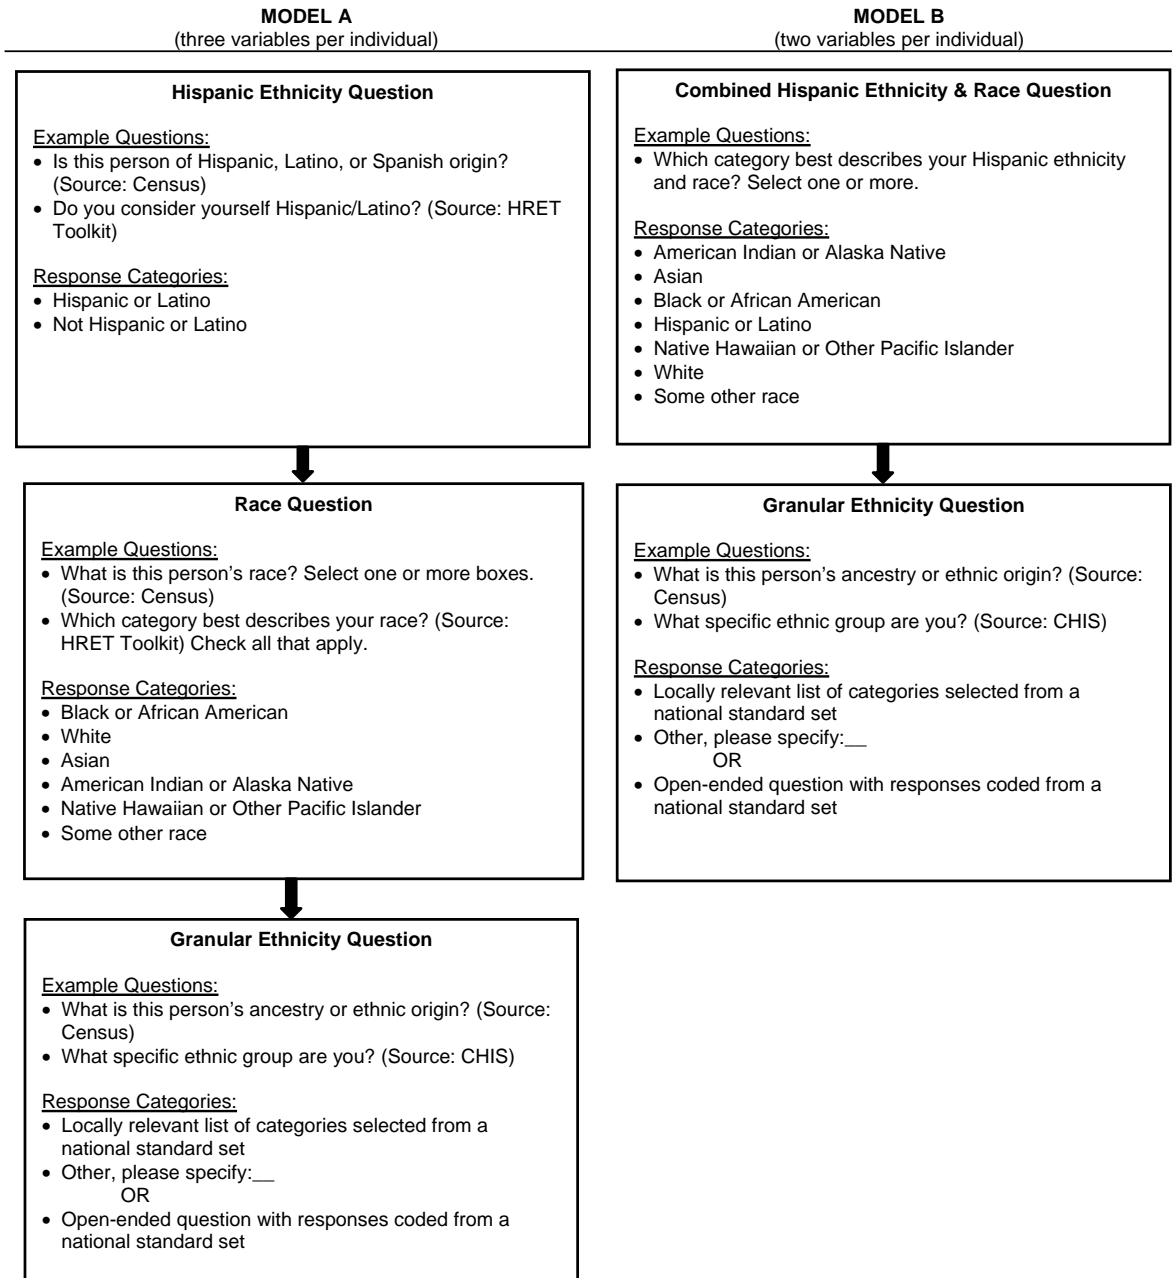 MODEL A
(three variables per individual)
Hispanic Ethnicity Question
Example Questions:
• Is this person of Hispanic, Latino, or Spanish origin?
(Source: Census)
• Do you consider yourself Hispanic/Latino? (Source: HRET
Toolkit)
Response Categories:
• Hispanic or Latino
• Not Hispanic or Latino
Race Question
Example Questions:
• What is this person’s race? Select one or more boxes.
(Source: Census)
• Which category best describes your race? (Source:
HRET Toolkit) Check all that apply.
Response Categories:
• Black or African American
• White
• Asian
• American Indian or Alaska Native
• Native Hawaiian or Other Pacific Islander
• Some other race
Granular Ethnicity Question
Example Questions:
• What is this person’s ancestry or ethnic origin? (Source:
Census)
• What specific ethnic group are you? (Source: CHIS)
Response Categories:
• Locally relevant list of categories selected from a
national standard set
• Other, please specify:__
OR
• Open-ended question with responses coded from a
national standard set
MODEL B
(two variables per individual)
Combined Hispanic Ethnicity & Race Question
Example Questions:
• Which category best describes your Hispanic ethnicity
and race? Select one or more.
Response Categories:
• American Indian or Alaska Native
• Asian
• Black or African American
• Hispanic or Latino
• Native Hawaiian or Other Pacific Islander
• White
• Some other race
Granular Ethnicity Question
Example Questions:
• What is this person’s ancestry or ethnic origin? (Source:
Census)
• What specific ethnic group are you? (Source: CHIS)
Response Categories:
• Locally relevant list of categories selected from a
national standard set
• Other, please specify:__
OR
• Open-ended question with responses coded from a
national standard set